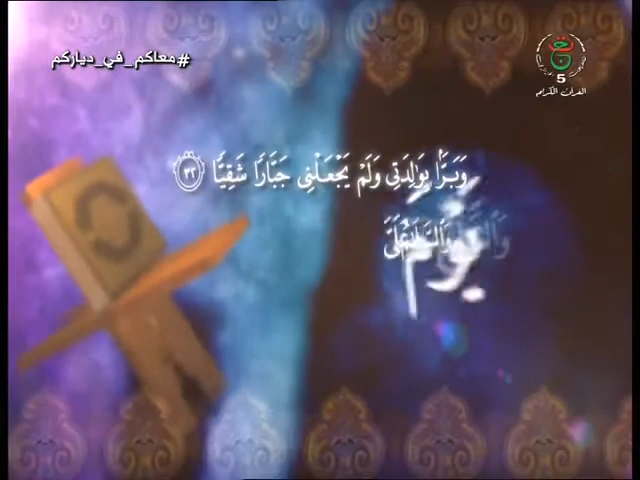 #معاكم_في_دياركم
5
القرآن الكريم
وَبَرًّۢا بِوَٰلِدَتِى وَلَمْ يَجْعَلْنِى جَبَّارًا شَقِيًّا ٣٢
يَوْمَ